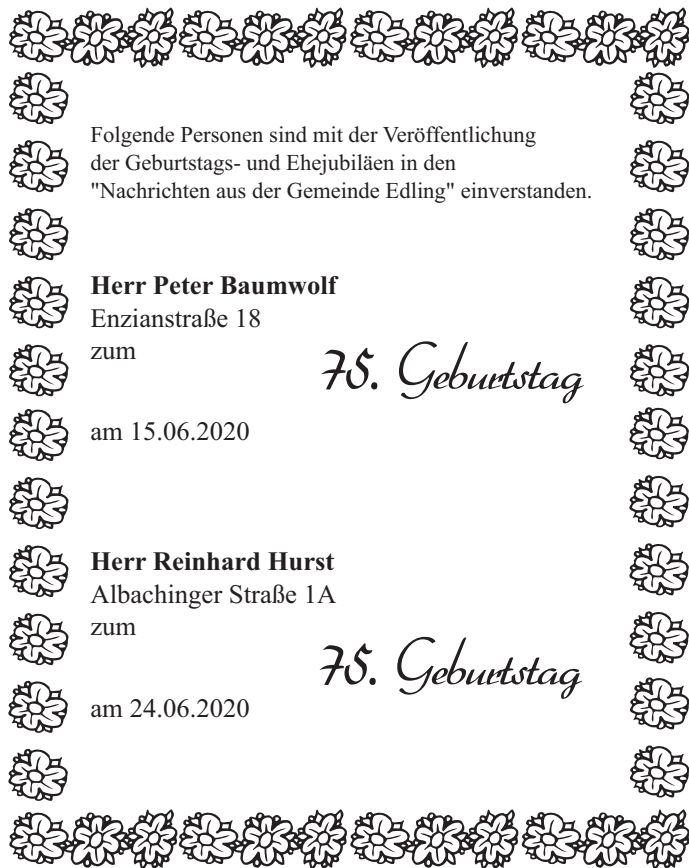 Folgende Personen sind mit der Veröffentlichung
der Geburtstags- und Ehejubiläen in den
"Nachrichten aus der Gemeinde Edling" einverstanden.
Herr Peter Baumwolf
Enzianstraße 18
zum
75. Geburtstag
am 15.06.2020
Herr Reinhard Hurst
Albachinger Straße 1A
zum
75. Geburtstag
am 24.06.2020